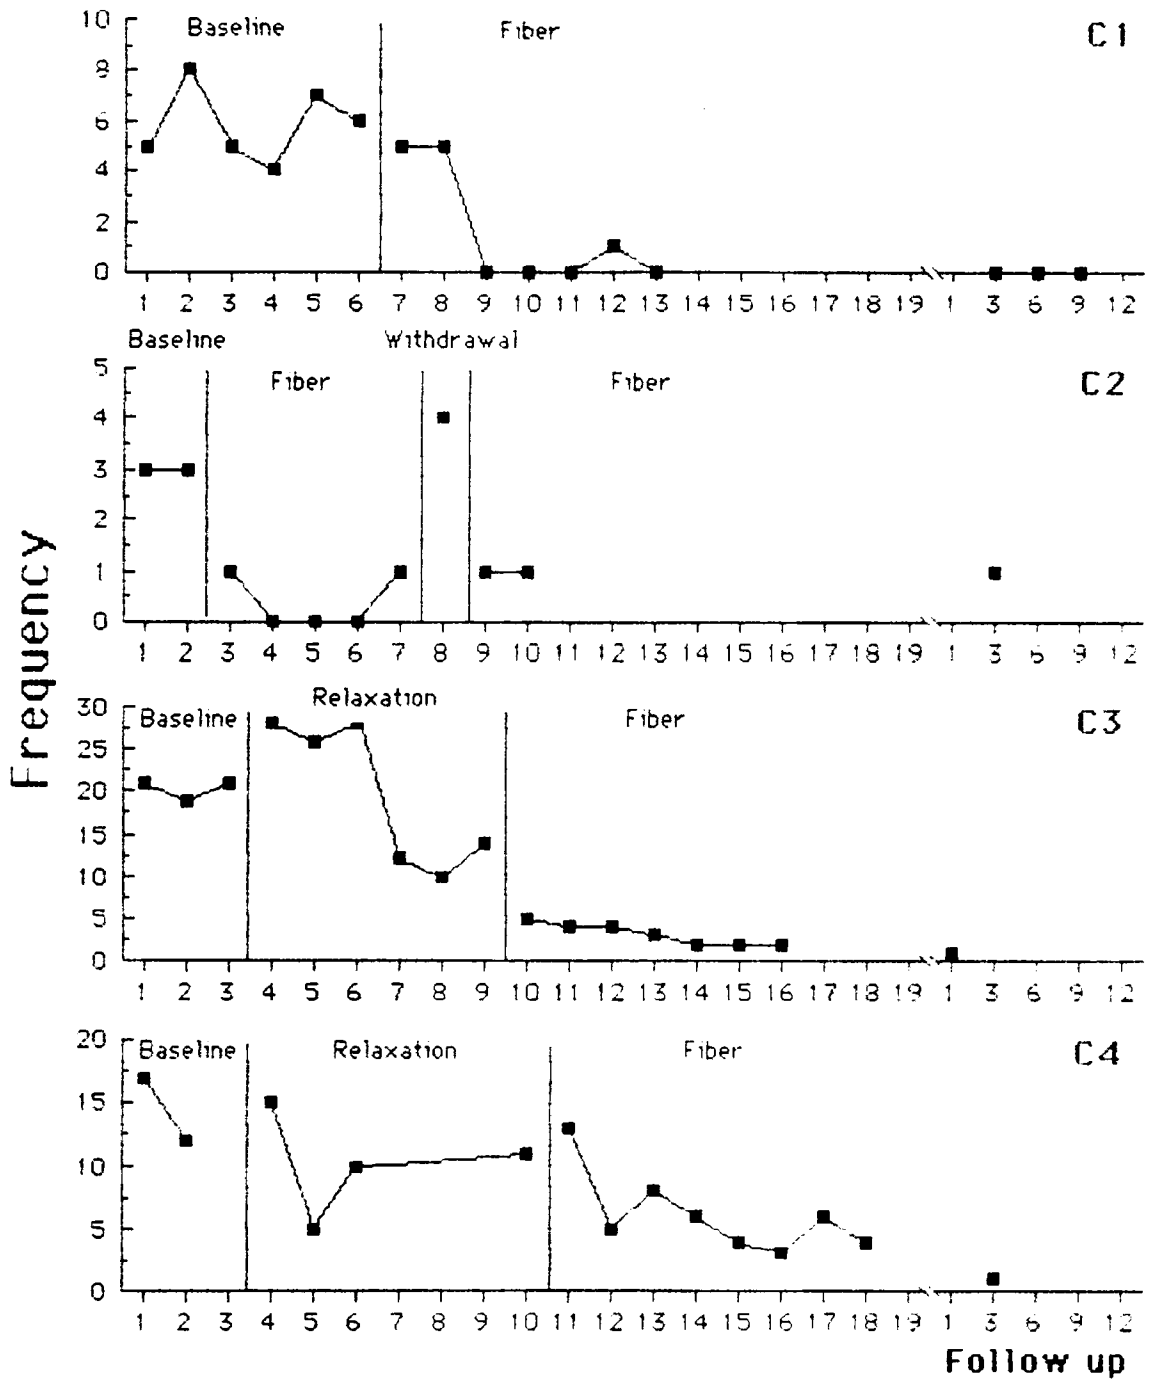 Baseline Fiber C1
10
8
6
4
2
0
1 2 3 4 5 6 7 8 9 10 11 12 13 14 15 16 17 18 19 1 3 6 9 12
Baseline Withdrawal
Fiber Fiber C2
5
4
3
2
1
0
1 2 3 4 5 6 7 8 9 10 11 12 13 14 15 16 17 18 19 1 3 6 9 12
Frequency
Relaxation
Baseline Fiber C3
30
25
20
15
10
5
0
1 2 3 4 5 6 7 8 9 10 11 12 13 14 15 16 17 18 19 1 3 6 9 12
Baseline Relaxation Fiber C4
20
15
10
5
0
1 2 3 4 5 6 7 8 9 10 11 12 13 14 15 16 17 18 19 1 3 6 9 12
Follow up